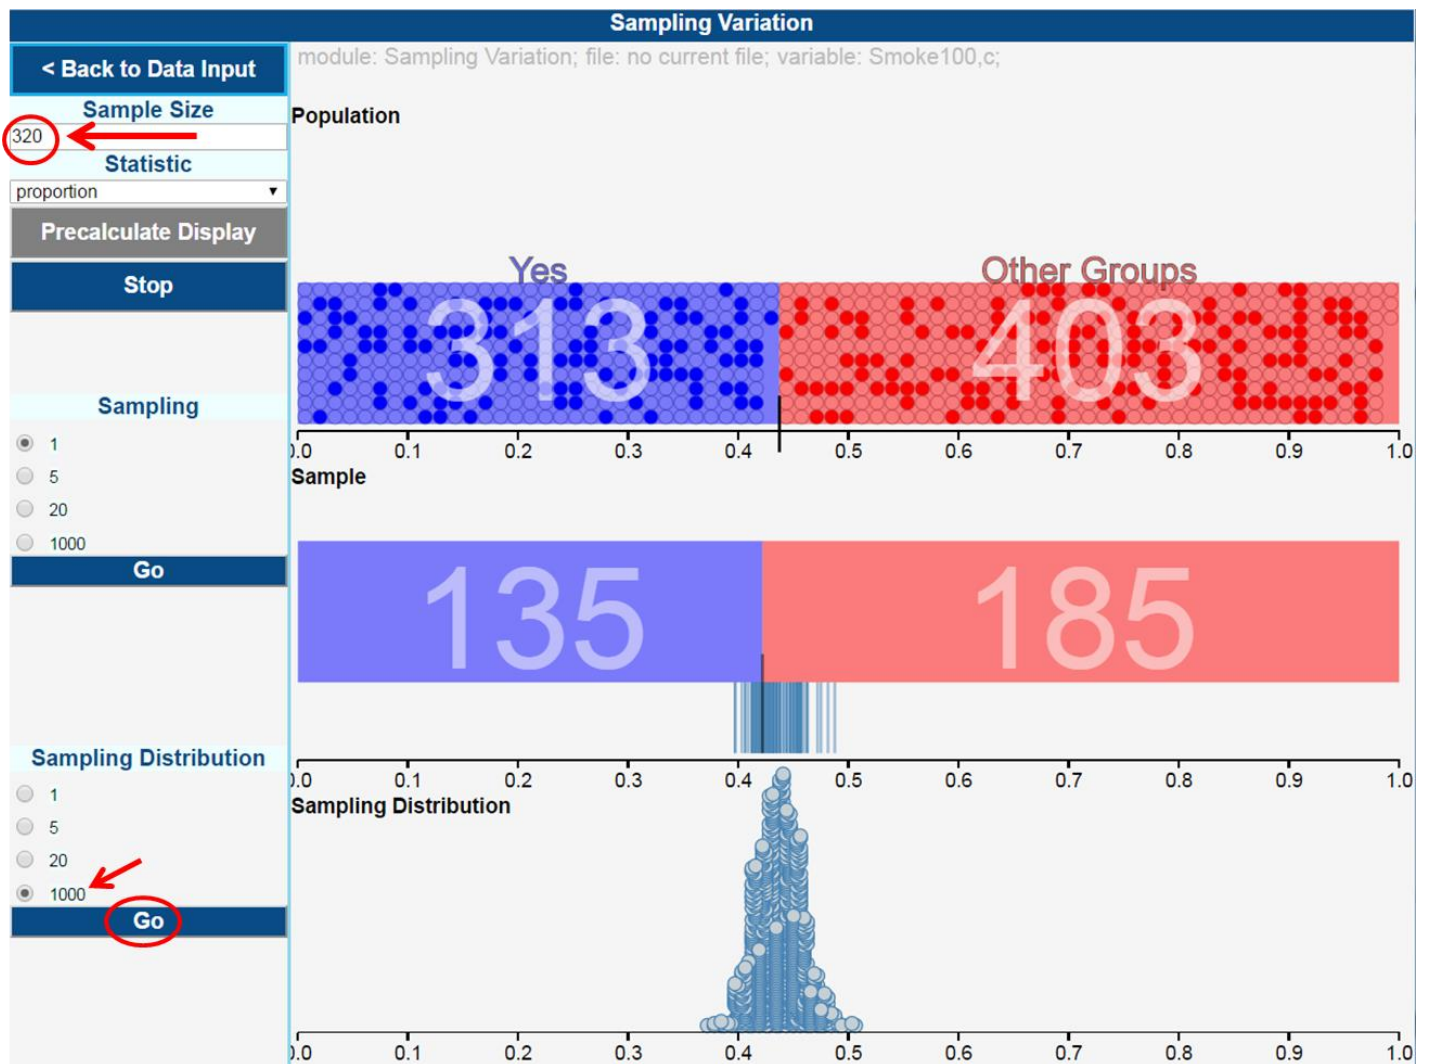 Sampling Variation
< Back to Data Input
module: Sampling Variation; file: no current file; variable: Smoke100,c;
Sample Size
320
Statistic
proportion
Precalculate Display
Stop
Sampling
1
5
20
1000
Go
Sampling Distribution
1
5
20
1000
Go
Population
Yes
Other Groups
313
403
0.0 0.1 0.2 0.3 0.4 0.5 0.6 0.7 0.8 0.9 1.0
Sample
135
185
0.0 0.1 0.2 0.3 0.4 0.5 0.6 0.7 0.8 0.9 1.0
Sampling Distribution
0.0 0.1 0.2 0.3 0.4 0.5 0.6 0.7 0.8 0.9 1.0